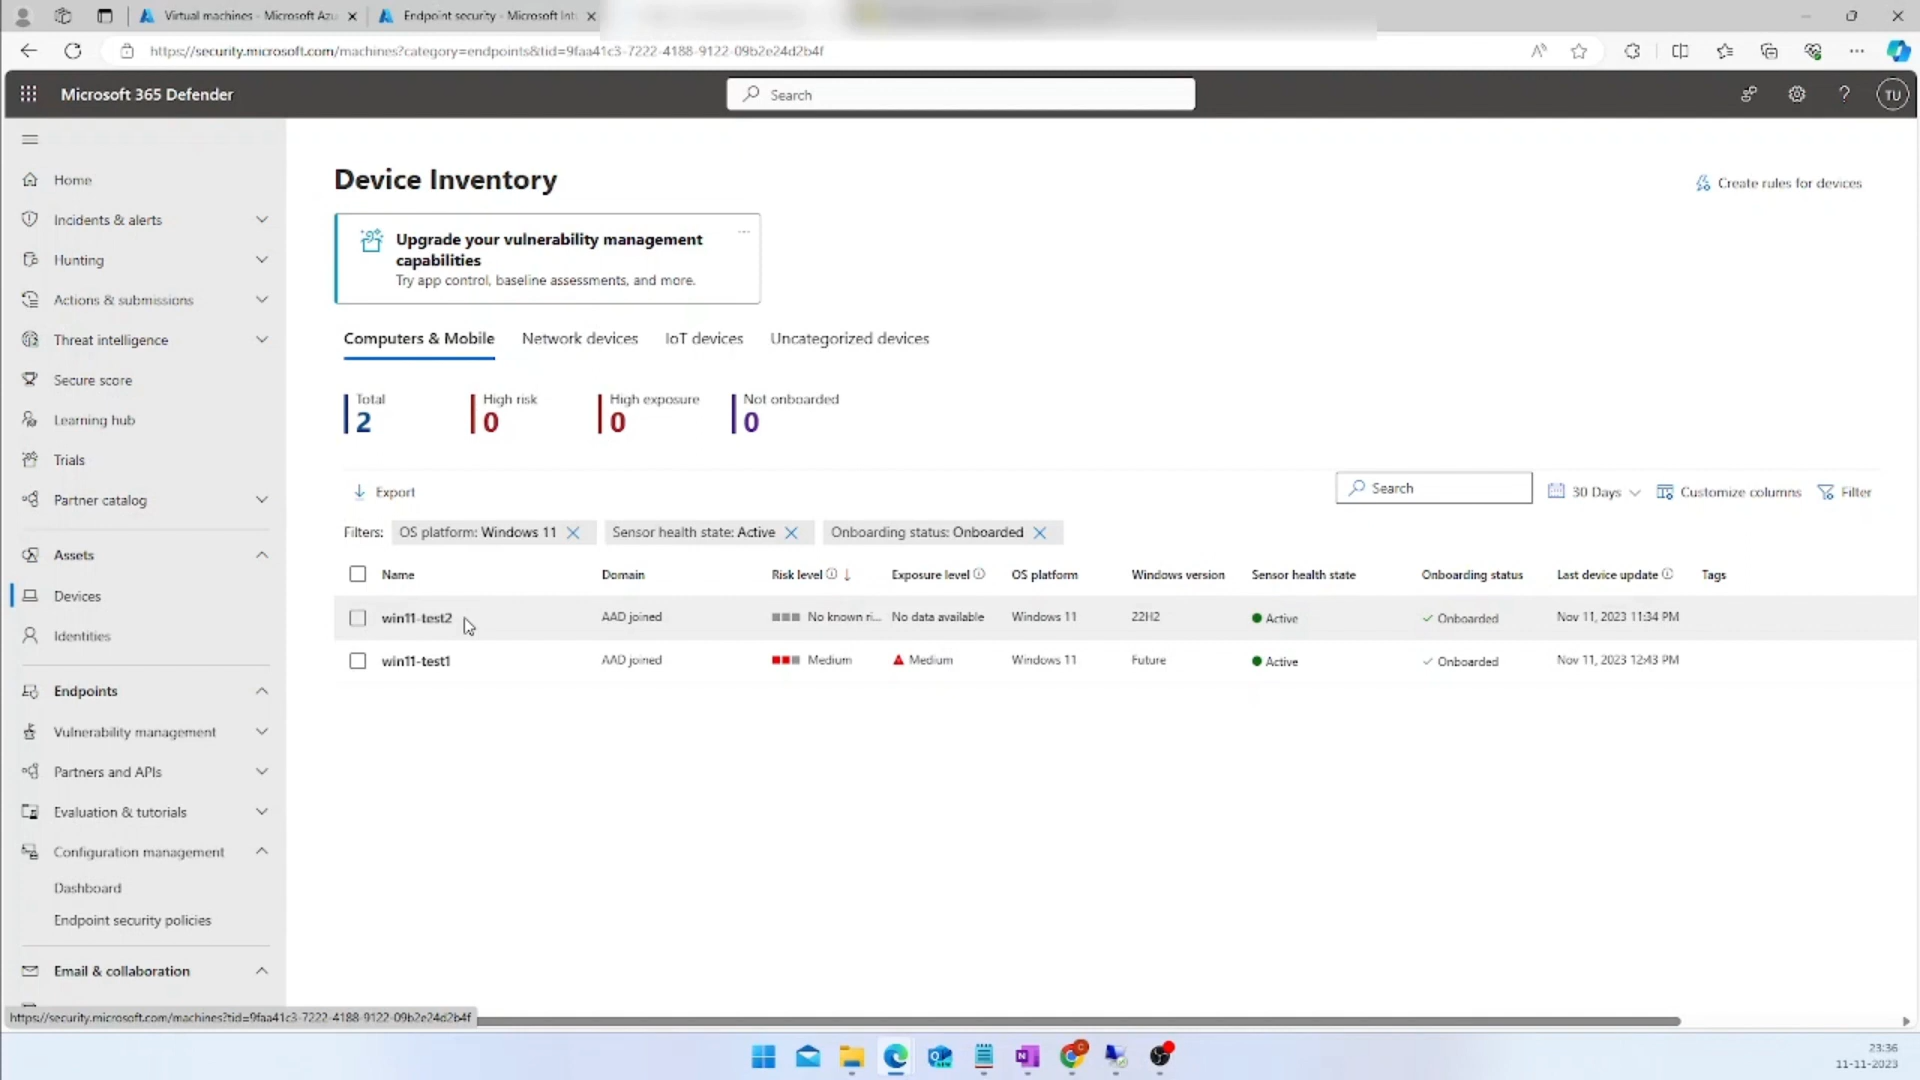 Virtual machines - Microsoft Azu
Endpoint security - Microsoft Int
https://security.microsoft.com/machines?category=endpoints&tid=9faa41c3-7222-4188-9122-09b2e24d2b4f
Microsoft 365 Defender
Search
TU
Home
Incidents & alerts
Hunting
Actions & submissions
Threat intelligence
Secure score
Learning hub
Trials
Partner catalog
Assets
Devices
Identities
Endpoints
Vulnerability management
Partners and APIs
Evaluation & tutorials
Configuration management
Dashboard
Endpoint security policies
Email & collaboration
Device Inventory
Create rules for devices
Upgrade your vulnerability management
capabilities
Try app control, baseline assessments, and more.
Computers & Mobile Network devices IoT devices Uncategorized devices
Total High risk High exposure Not onboarded
2 0 0 0
Export Search 30 Days Customize columns Filter
Filters: OS platform: Windows 11 Sensor health state: Active Onboarding status: Onboarded
Name Domain Risk level Exposure level OS platform Windows version Sensor health state Onboarding status Last device update Tags
win11-test2 AAD joined No known ri... No data available Windows 11 22H2 Active Onboarded Nov 11, 2023 11:34 PM
win11-test1 AAD joined Medium Medium Windows 11 Future Active Onboarded Nov 11, 2023 12:43 PM
https://security.microsoft.com/machines?tid=9faa41c3-7222-4188-9122-09b2e24d2b4f
23:36
11-11-2023